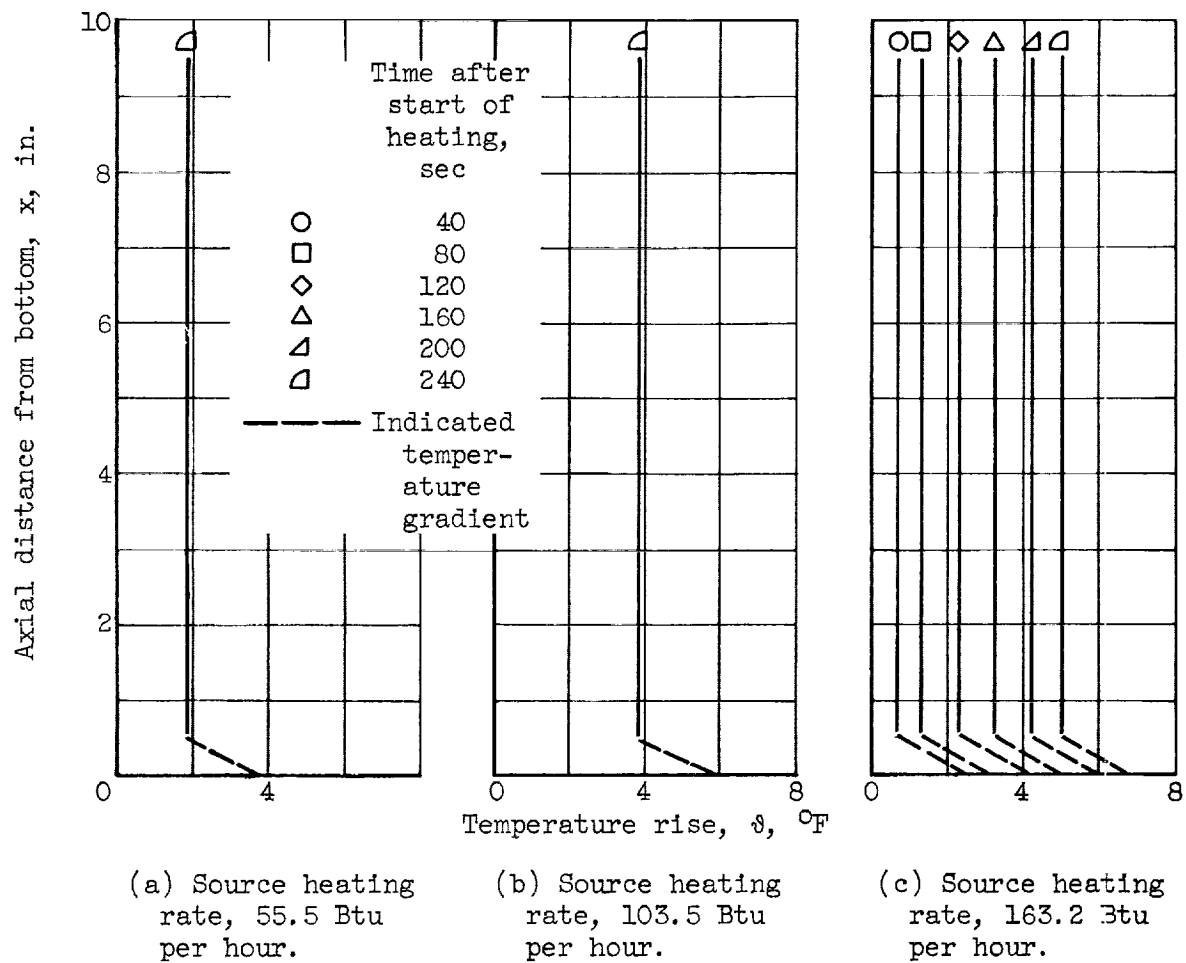 10
8
6
4
2
0
Axial distance from bottom, x, in.
Time after
start of
heating,
sec
40
80
120
160
200
240
Indicated
temper-
ature
gradient
0 4
0 4 8
0 4 8
Temperature rise, ϑ, °F
(a) Source heating
rate, 55.5 Btu
per hour.
(b) Source heating
rate, 103.5 Btu
per hour.
(c) Source heating
rate, 163.2 Btu
per hour.